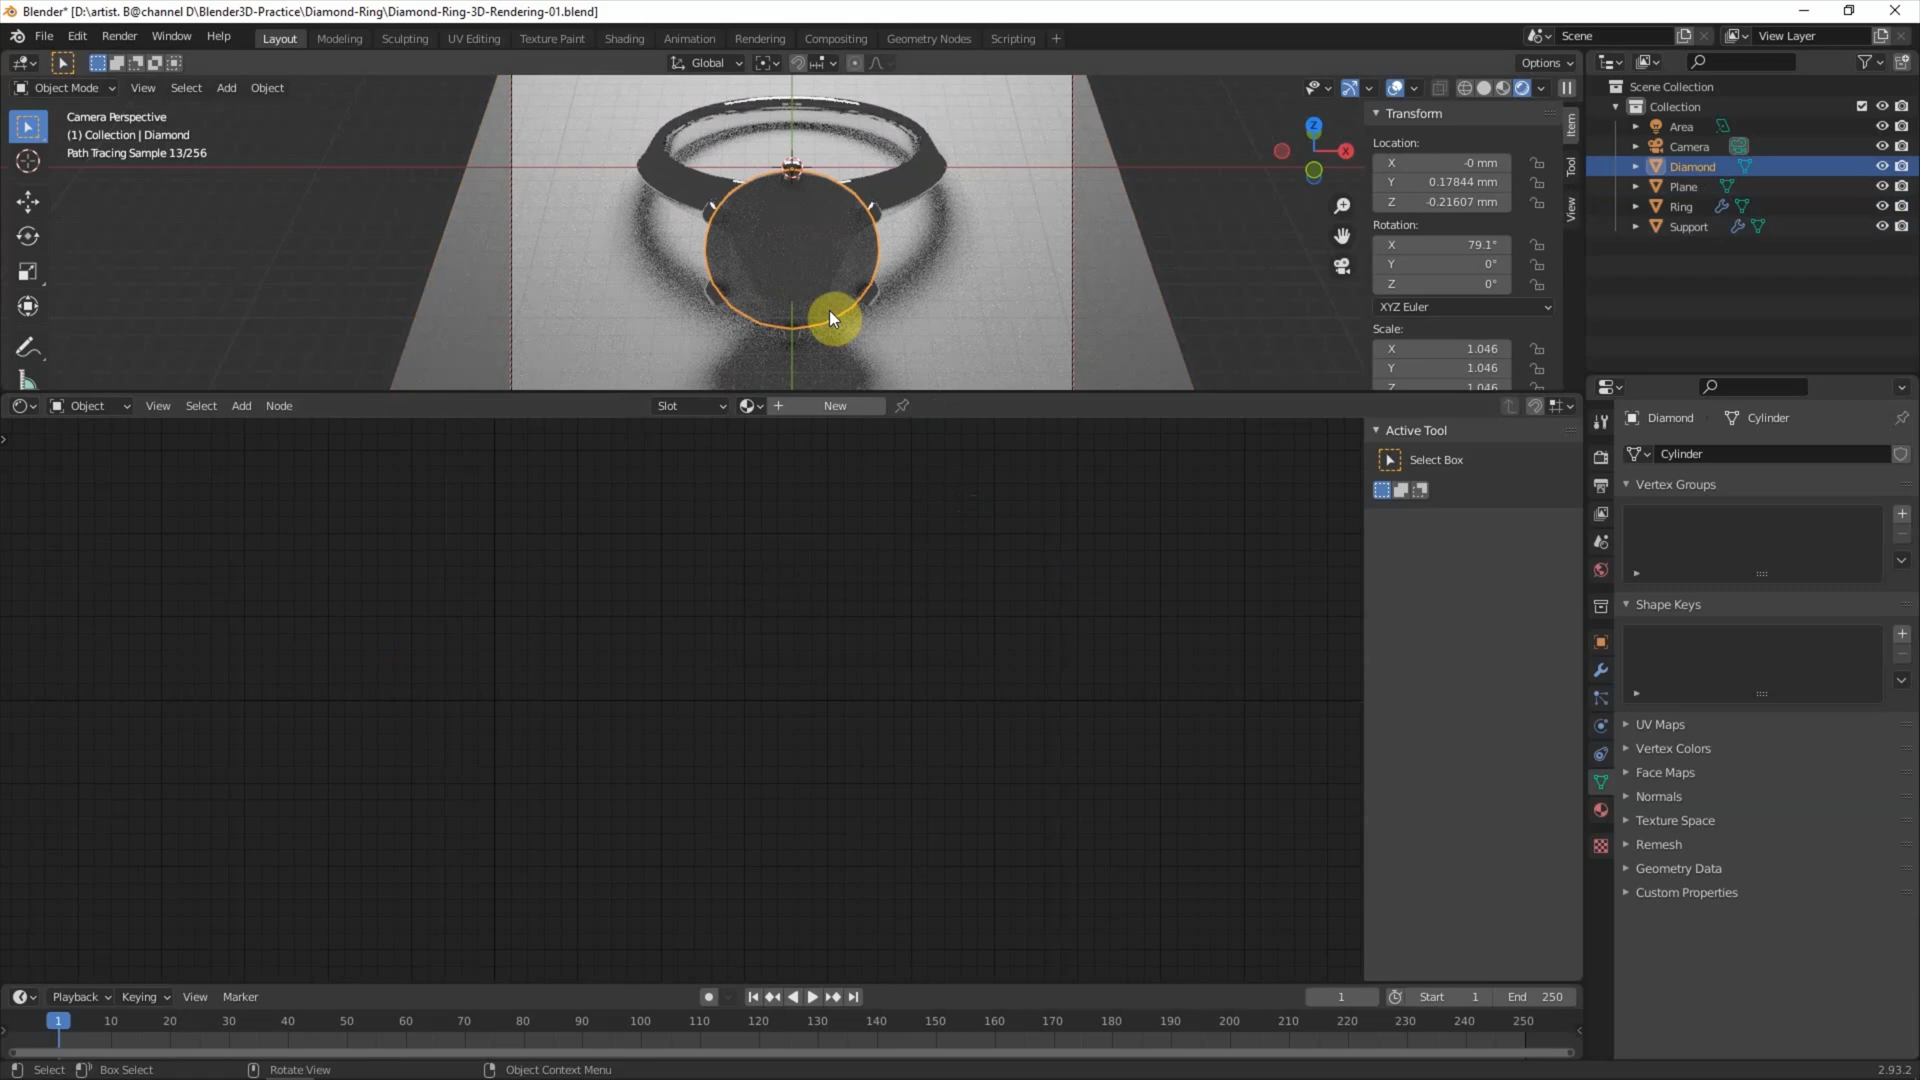 Blender* [D:\artist. B@channel D\Blender3D-Practice\Diamond-Ring\Diamond-Ring-3D-Rendering-01.blend]
File Edit Render Window Help Layout Modeling Sculpting UV Editing Texture Paint Shading Animation Rendering Compositing Geometry Nodes Scripting + Scene View Layer
Global Options
Object Mode View Select Add Object
Camera Perspective
(1) Collection | Diamond
Path Tracing Sample 13/256
Z
X
Transform
Location:
X -0 mm
Y 0.17844 mm
Z -0.21607 mm
Rotation:
X 79.1°
Y 0°
Z 0°
XYZ Euler
Scale:
X 1.046
Y 1.046
Z 1.046
Item
Tool
View
Scene Collection
Collection
Area
Camera
Diamond
Plane
Ring
Support
Object View Select Add Node Slot + New
Active Tool
Select Box
Diamond Cylinder
Cylinder
Vertex Groups
Shape Keys
UV Maps
Vertex Colors
Face Maps
Normals
Texture Space
Remesh
Geometry Data
Custom Properties
Playback Keying View Marker 1 Start 1 End 250
1 10 20 30 40 50 60 70 80 90 100 110 120 130 140 150 160 170 180 190 200 210 220 230 240 250
Select Box Select Rotate View Object Context Menu 2.93.2